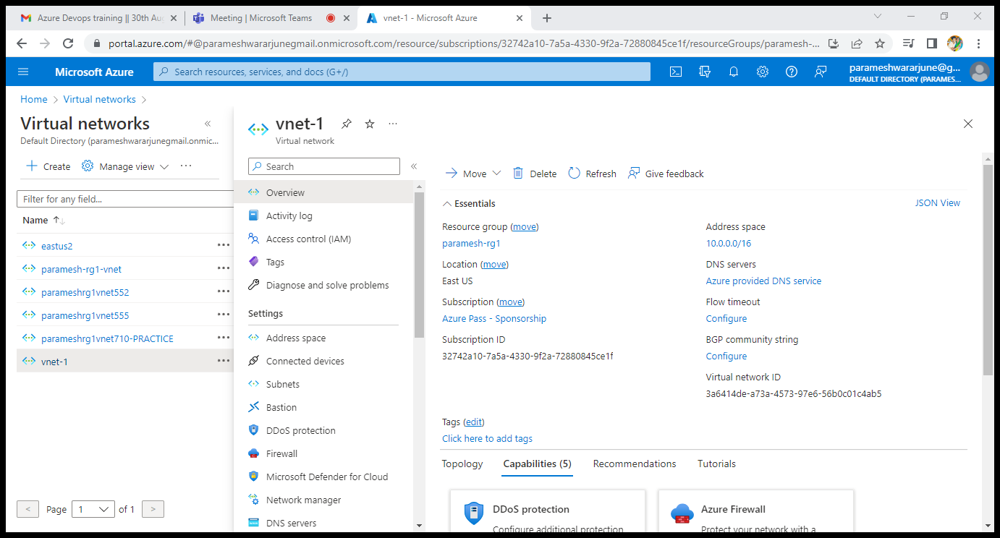 Azure Devops training || 30th Aug
Meeting | Microsoft Teams
vnet-1 - Microsoft Azure
portal.azure.com/#@parameshwararjunegmail.onmicrosoft.com/resource/subscriptions/32742a10-7a5a-4330-9f2a-72880845ce1f/resourceGroups/paramesh-...
Microsoft Azure
Search resources, services, and docs (G+/)
parameshwararjune@g...
DEFAULT DIRECTORY (PARAMES...
Home > Virtual networks >
Virtual networks
Default Directory (parameshwararjunegmail.onmic...
Create
Manage view
Filter for any field...
Name
eastus2
paramesh-rg1-vnet
parameshrg1vnet552
parameshrg1vnet555
parameshrg1vnet710-PRACTICE
vnet-1
< Page 1 of 1 >
vnet-1
Virtual network
Search
Overview
Activity log
Access control (IAM)
Tags
Diagnose and solve problems
Settings
Address space
Connected devices
Subnets
Bastion
DDoS protection
Firewall
Microsoft Defender for Cloud
Network manager
DNS servers
Move
Delete
Refresh
Give feedback
Essentials
JSON View
Resource group (move)
paramesh-rg1
Location (move)
East US
Subscription (move)
Azure Pass - Sponsorship
Subscription ID
32742a10-7a5a-4330-9f2a-72880845ce1f
Address space
10.0.0.0/16
DNS servers
Azure provided DNS service
Flow timeout
Configure
BGP community string
Configure
Virtual network ID
3a6414de-a73a-4573-97e6-56b0c01c4ab5
Tags (edit)
Click here to add tags
Topology
Capabilities (5)
Recommendations
Tutorials
DDoS protection
Configure additional protection
Azure Firewall
Protect your network with a